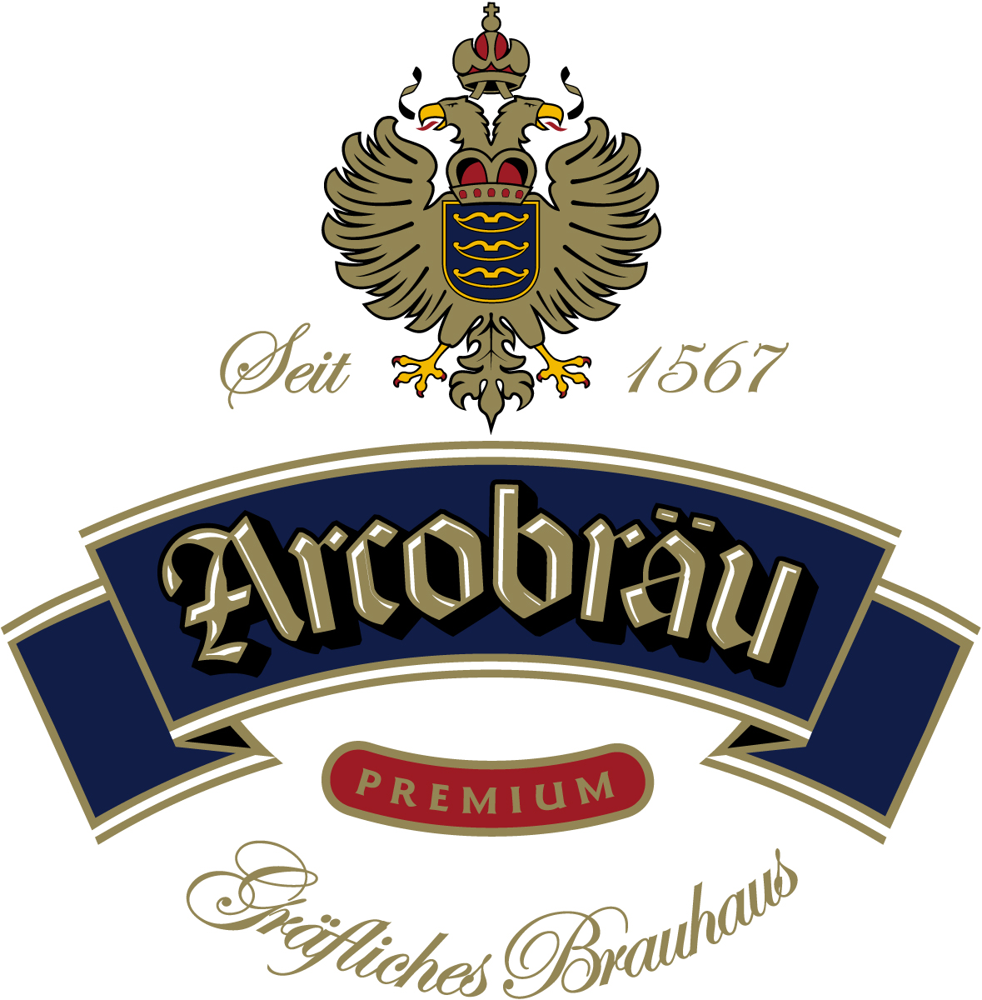 Seit 1567
Arcobräu
PREMIUM
Gräfliches Brauhaus